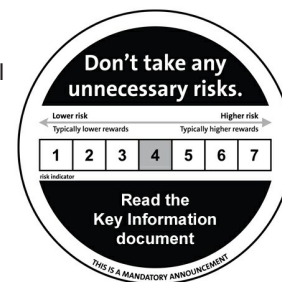 l
Don't take any
unnecessary risks.
Lower risk Higher risk
Typically lower rewards Typically higher rewards
1 2 3 4 5 6 7
risk indicator
Read the
Key Information
document
THIS IS A MANDATORY ANNOUNCEMENT